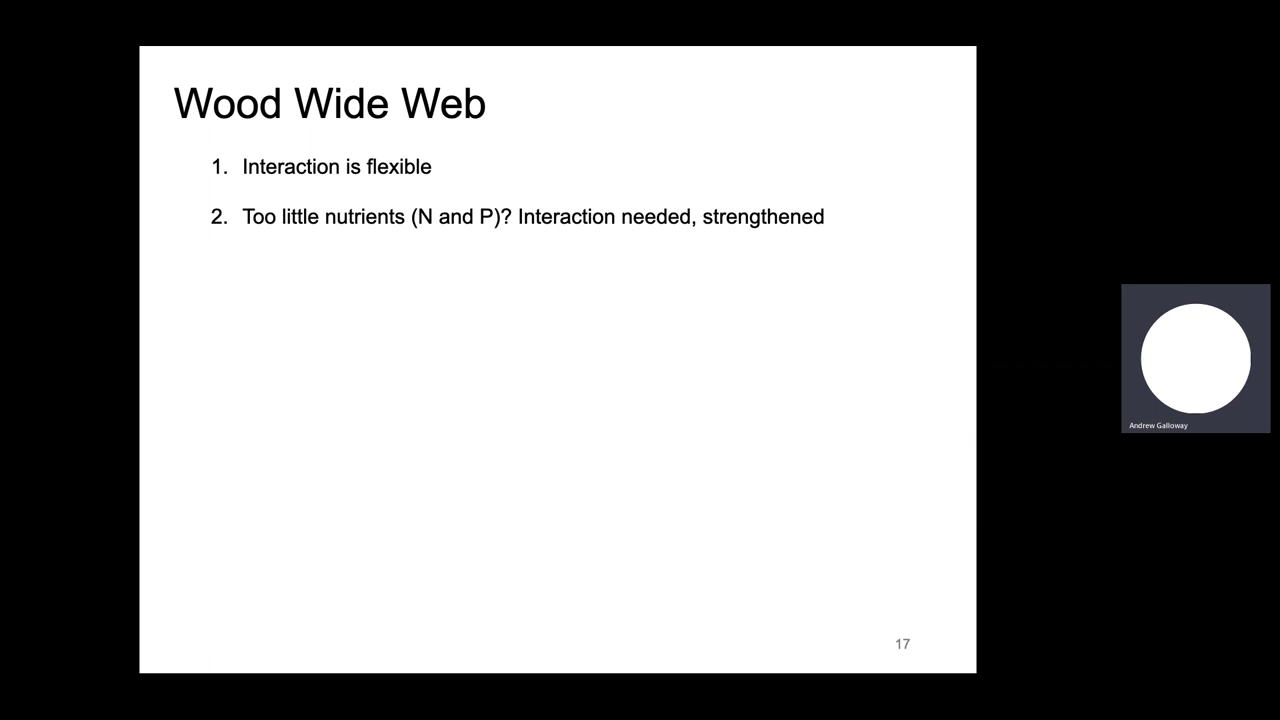 Wood Wide Web
1. Interaction is flexible
2. Too little nutrients (N and P)? Interaction needed, strengthened
Andrew Galloway
17